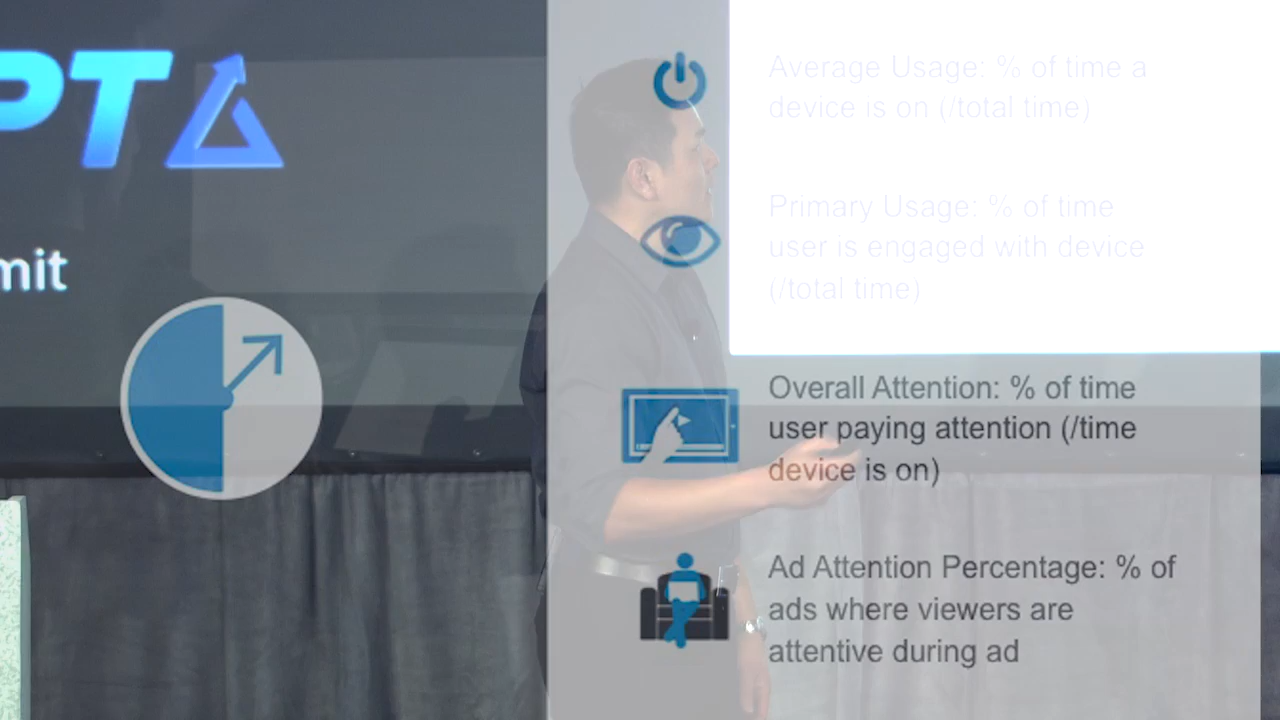 PT
mit
Average Usage: % of time a
device is on (/total time)
Primary Usage: % of time
user is engaged with device
(/total time)
Overall Attention: % of time
user paying attention (/time
device is on)
Ad Attention Percentage: % of
ads where viewers are
attentive during ad